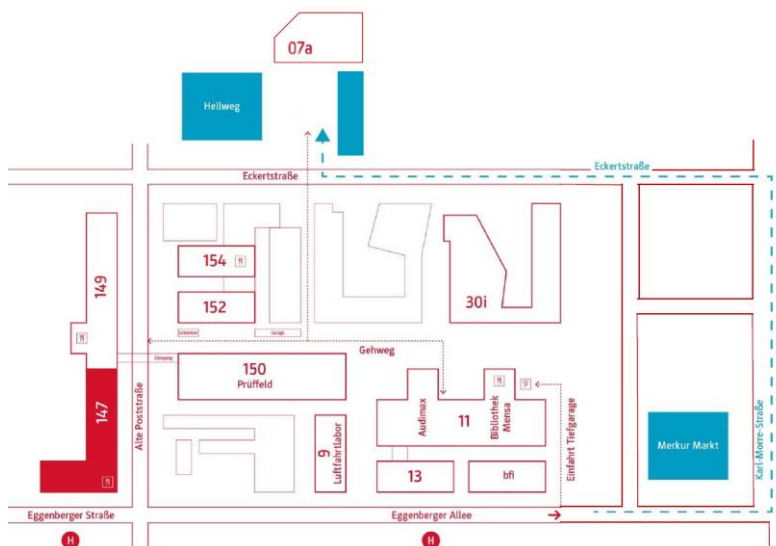 07a
Hellweg
Eckertstraße
Eckertstraße
154
152
149
30i
Garage
Gehweg
150
Prüffeld
147
Alte Poststraße
9
Luftfahrtlabor
Audimax
11
Bibliothek
Mensa
13
bfi
Einfahrt Tiefgarage
Merkur Markt
Karl-Morre-Straße
Eggenberger Straße
Eggenberger Allee
H
H